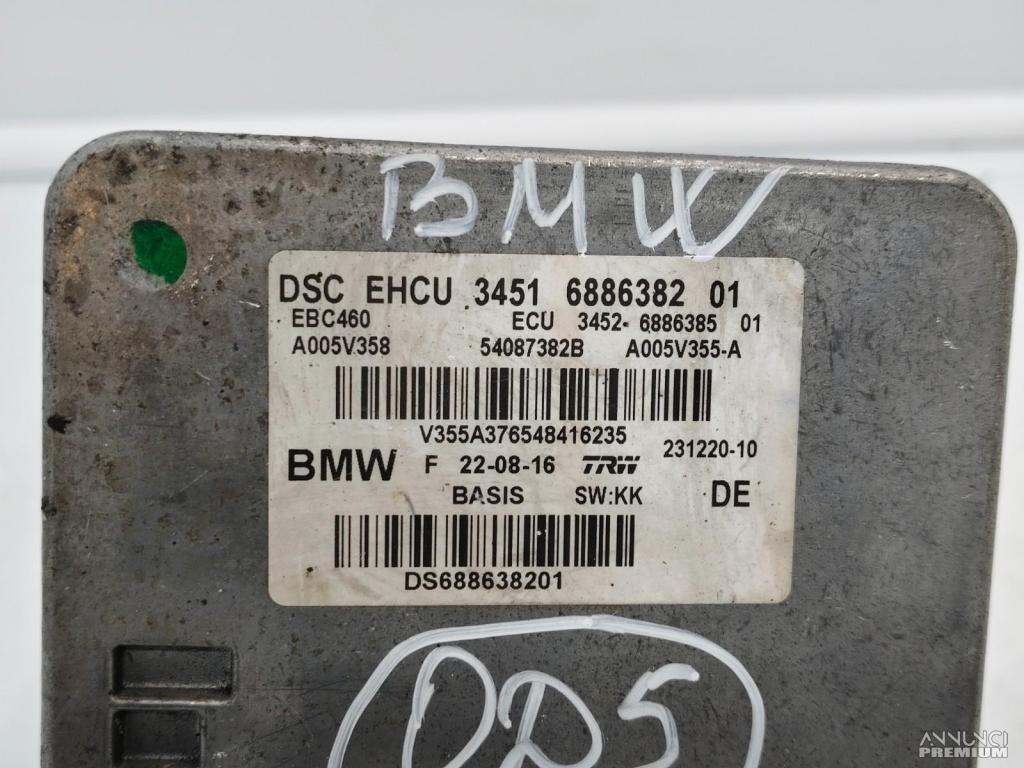 BMW
DSC EHCU 3451 6886382 01
EBC460 ECU 3452- 6886385 01
A005V358 54087382B A005V355-A
V355A376548416235
231220-10
BMW F 22-08-16 TRW
BASIS SW:KK DE
DS688638201
ANNUNCI
PREMIUM